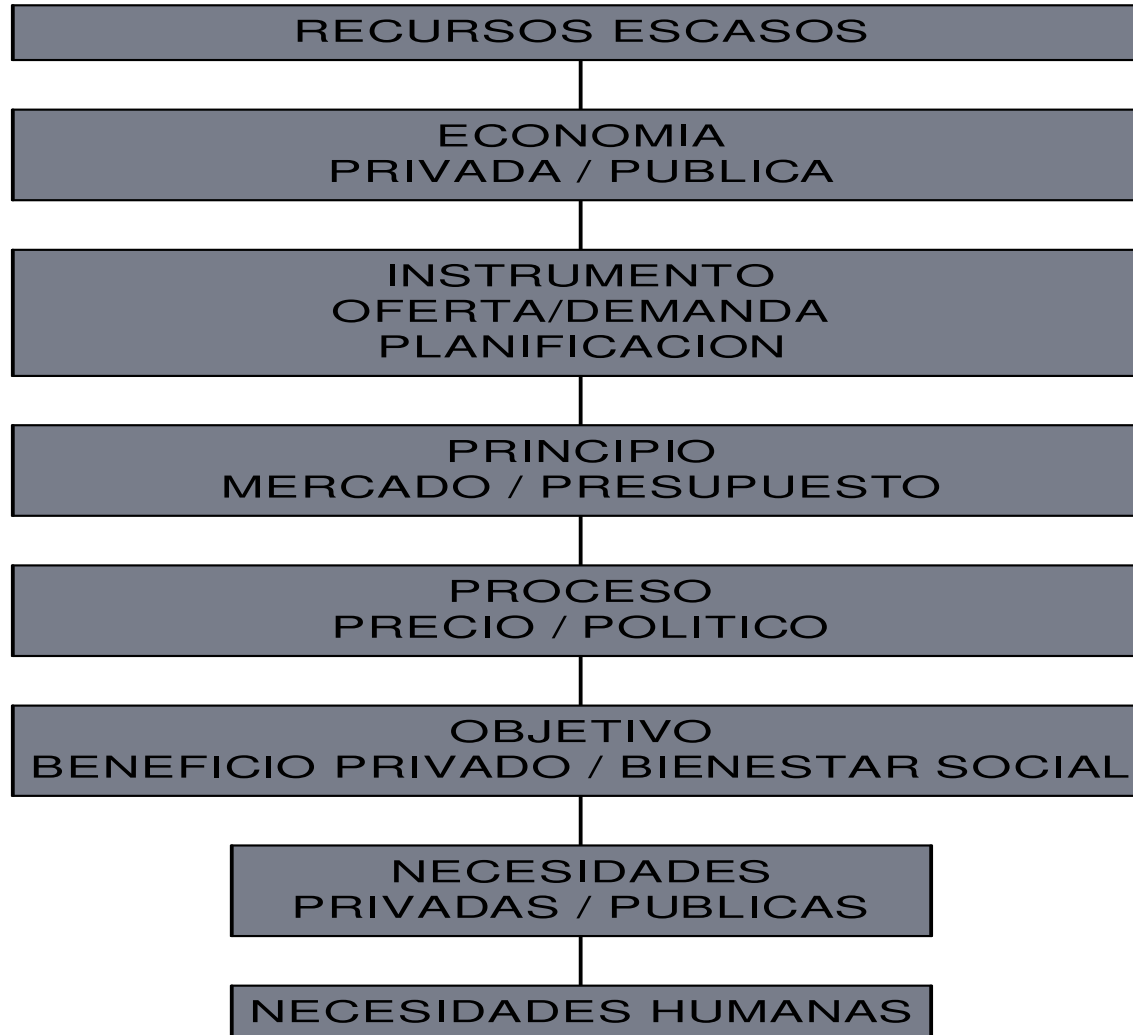 RECURSOS ESCASOS
ECONOMIA
PRIVADA / PUBLICA
INSTRUMENTO
OFERTA/DEMANDA
PLANIFICACION
PRINCIPIO
MERCADO / PRESUPUESTO
PROCESO
PRECIO / POLITICO
OBJETIVO
BENEFICIO PRIVADO / BIENESTAR SOCIAL
NECESIDADES
PRIVADAS / PUBLICAS
NECESIDADES HUMANAS